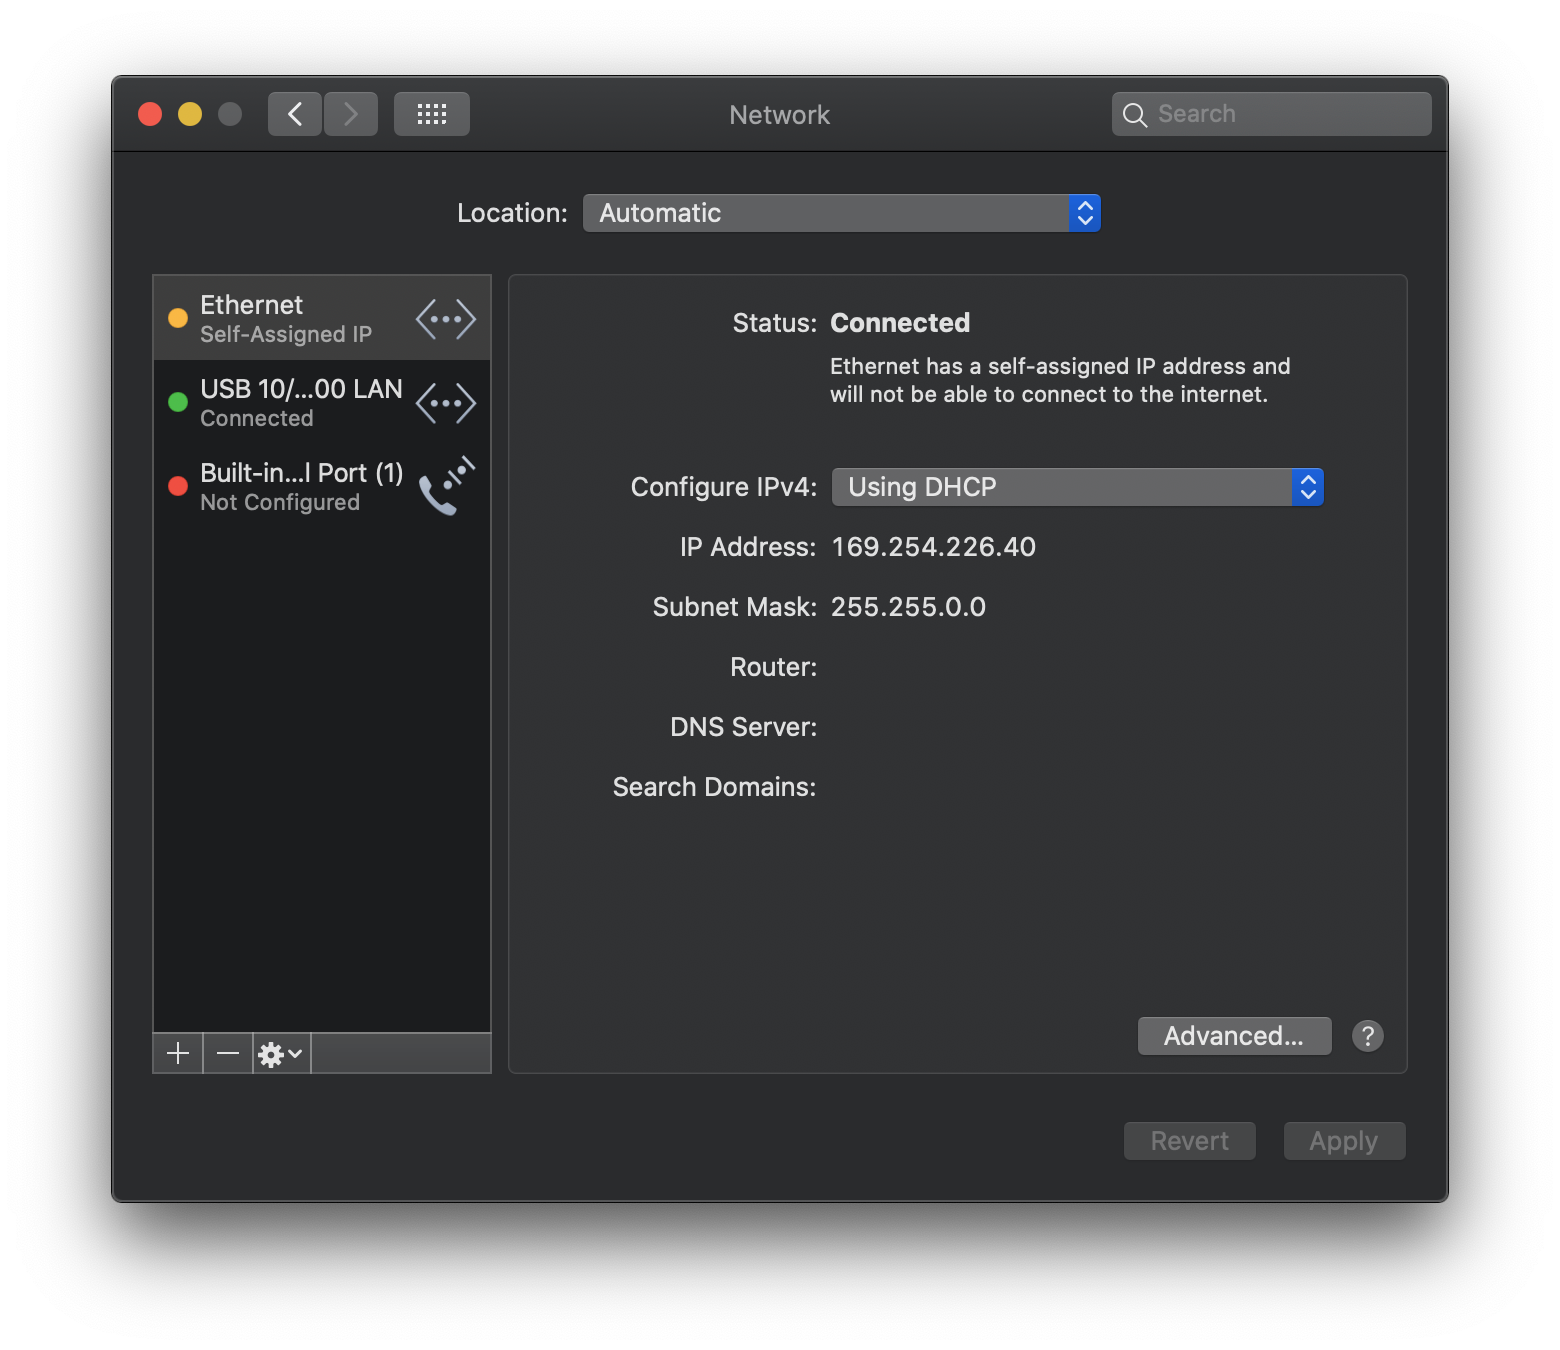 Network
Search
Location: Automatic
Ethernet
Self-Assigned IP
USB 10/...00 LAN
Connected
Built-in...l Port (1)
Not Configured
Status: Connected
Ethernet has a self-assigned IP address and
will not be able to connect to the internet.
Configure IPv4: Using DHCP
IP Address: 169.254.226.40
Subnet Mask: 255.255.0.0
Router:
DNS Server:
Search Domains:
Advanced... ?
Revert Apply